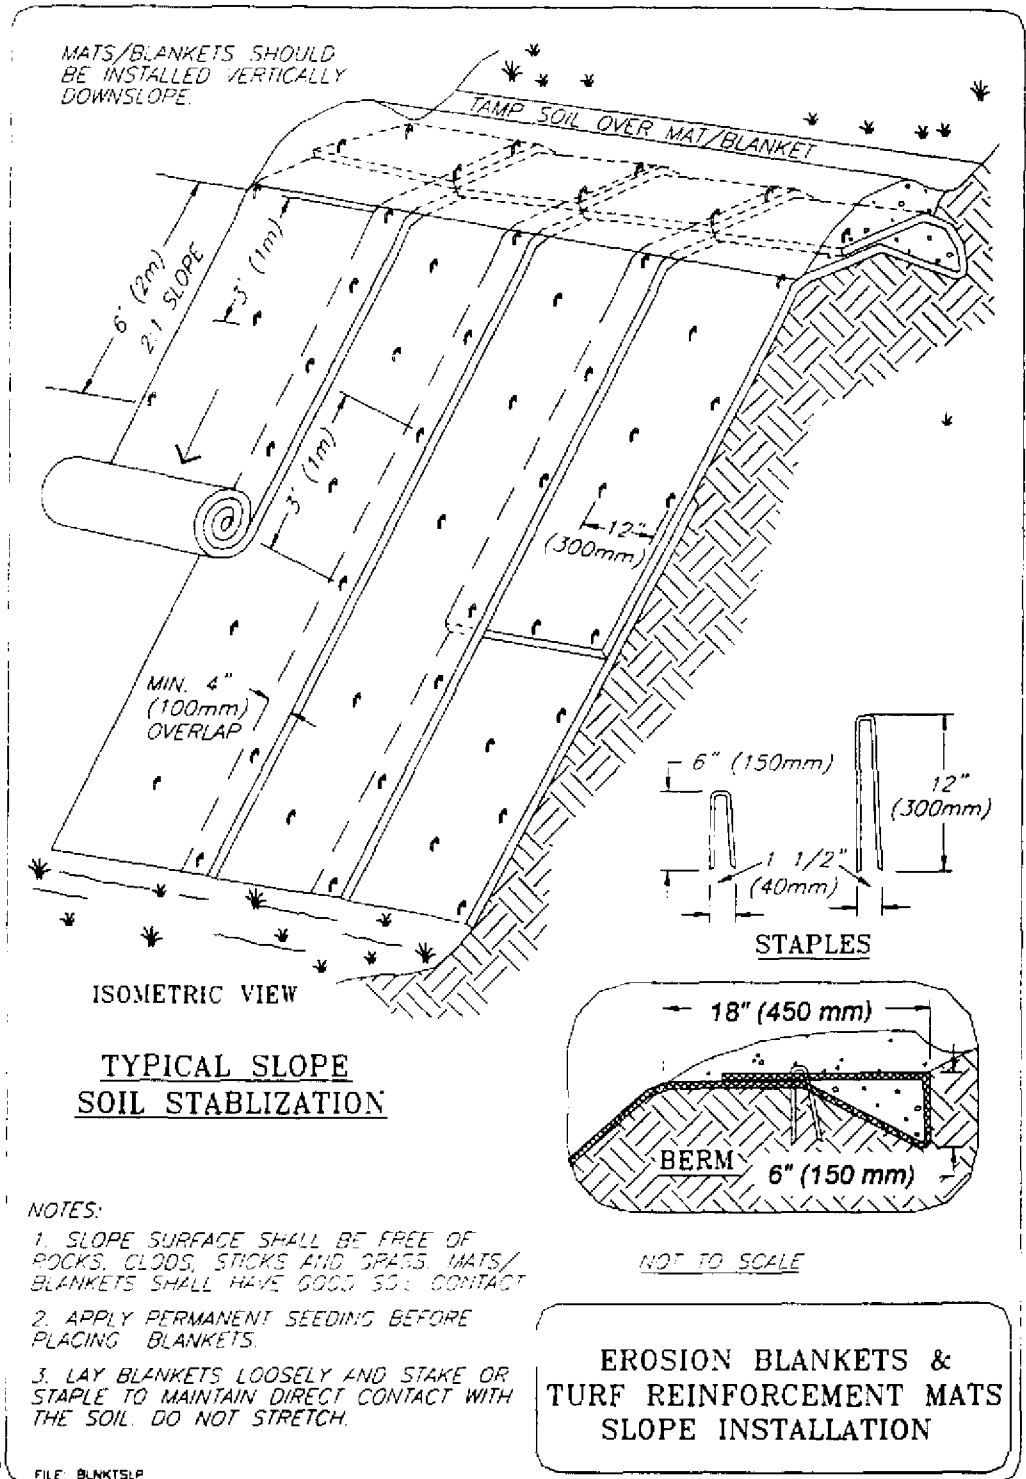 MATS/BLANKETS SHOULD
BE INSTALLED VERTICALLY
DOWNSLOPE.
TAMP SOIL OVER MAT/BLANKET
6' (2m)
2:1 SLOPE
3' (1m)
3' (1m)
12"
(300mm)
MIN. 4"
(100mm)
OVERLAP
6" (150mm)
12"
(300mm)
1 1/2"
(40mm)
STAPLES
ISOMETRIC VIEW
TYPICAL SLOPE
SOIL STABLIZATION
18" (450 mm)
BERM
6" (150 mm)
NOTES:
1. SLOPE SURFACE SHALL BE FREE OF
ROCKS, CLODS, STICKS AND GRASS. MATS/
BLANKETS SHALL HAVE GOOD SOIL CONTACT
2. APPLY PERMANENT SEEDING BEFORE
PLACING BLANKETS.
3. LAY BLANKETS LOOSELY AND STAKE OR
STAPLE TO MAINTAIN DIRECT CONTACT WITH
THE SOIL. DO NOT STRETCH.
NOT TO SCALE
EROSION BLANKETS &
TURF REINFORCEMENT MATS
SLOPE INSTALLATION
FILE: BLNKTSLP